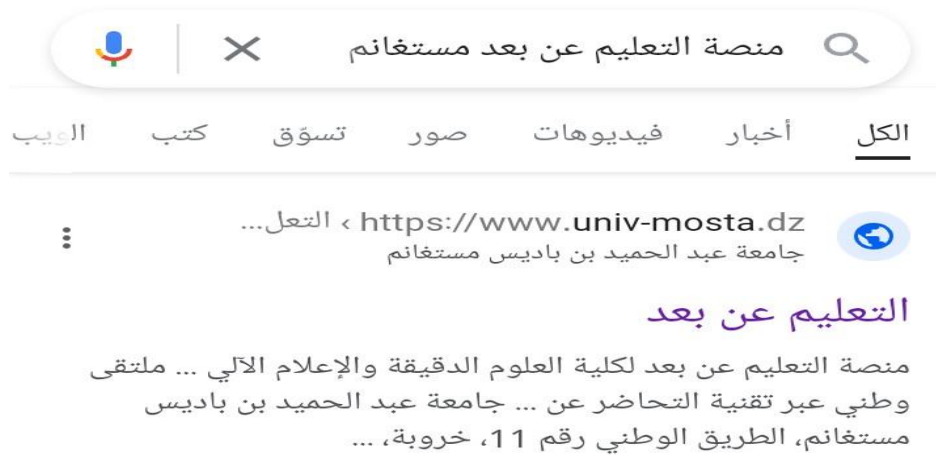 منصة التعليم عن بعد مستغانم
الكل أخبار فيديوهات صور تسوّق كتب الويب
https://www.univ-mosta.dz › التعل...
جامعة عبد الحميد بن باديس مستغانم
التعليم عن بعد
منصة التعليم عن بعد لكلية العلوم الدقيقة والإعلام الآلي ... ملتقى
وطني عبر تقنية التحاضر عن ... جامعة عبد الحميد بن باديس
مستغانم، الطريق الوطني رقم 11، خروبة، ...